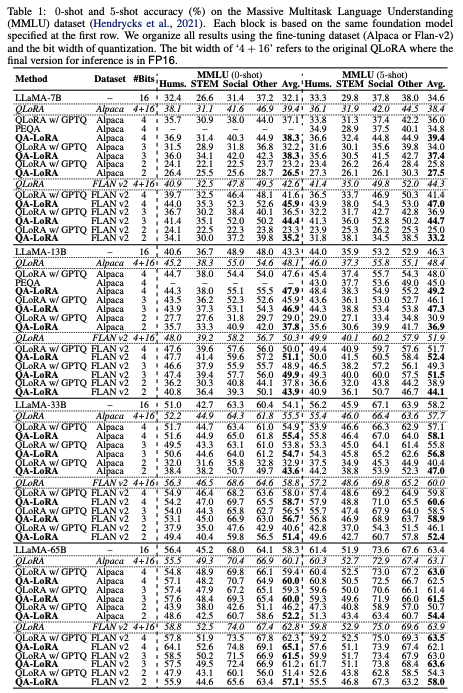 Table 1: 0-shot and 5-shot accuracy (%) on the Massive Multitask Language Understanding
(MMLU) dataset (Hendrycks et al., 2021). Each block is based on the same foundation model
specified at the first row. We organize all results using the fine-tuning dataset (Alpaca or Flan-v2)
and the bit width of quantization. The bit width of '4 + 16' refers to the original QLoRA where the
final version for inference is in FP16.
MMLU (0-shot) MMLU (5-shot)
Method Dataset #Bits Hums. STEM Social Other Avg. Hums. STEM Social Other Avg.
LLaMA-7B – 16 32.4 26.6 31.4 37.2 32.1 33.3 29.8 37.8 38.0 34.6
QLoRA Alpaca 4+16 38.1 31.1 41.6 46.9 39.4 36.1 31.9 42.0 44.5 38.4
QLoRA w/ GPTQ Alpaca 4 35.7 30.9 38.0 44.0 37.1 33.8 31.3 37.4 42.2 36.0
PEQA Alpaca 4 – – – – – 34.9 28.9 37.5 40.1 34.8
QA-LoRA Alpaca 4 36.9 31.4 40.3 44.9 38.3 36.6 32.4 44.8 44.9 39.4
QLoRA w/ GPTQ Alpaca 3 31.5 28.9 31.8 36.8 32.2 31.6 30.1 35.6 39.8 34.0
QA-LoRA Alpaca 3 36.0 34.1 42.0 42.3 38.3 35.6 30.5 41.5 42.7 37.4
QLoRA w/ GPTQ Alpaca 2 24.1 22.1 22.5 23.7 23.2 23.4 26.2 26.4 28.4 25.8
QA-LoRA Alpaca 2 26.4 25.5 25.6 28.7 26.5 27.3 26.1 26.1 30.3 27.5
QLoRA FLAN v2 4+16 40.9 32.5 47.8 49.5 42.6 41.4 35.0 49.8 52.0 44.3
QLoRA w/ GPTQ FLAN v2 4 39.7 32.5 46.4 48.1 41.6 36.5 33.7 46.9 50.3 41.4
QA-LoRA FLAN v2 4 44.0 35.3 52.3 52.6 45.9 43.9 38.0 54.3 53.0 47.0
QLoRA w/ GPTQ FLAN v2 3 36.7 30.2 38.4 40.1 36.5 32.2 31.7 42.7 42.8 36.9
QA-LoRA FLAN v2 3 41.4 35.1 52.0 50.2 44.4 41.3 36.0 52.8 50.2 44.7
QLoRA w/ GPTQ FLAN v2 2 24.1 22.5 22.3 23.8 23.3 23.9 25.3 26.2 25.3 25.0
QA-LoRA FLAN v2 2 34.1 30.0 37.2 39.8 35.2 31.8 38.1 34.5 38.5 33.2
LLaMA-13B – 16 40.6 36.7 48.9 48.0 43.3 44.0 35.9 53.2 52.9 46.3
QLoRA Alpaca 4+16 45.2 38.3 55.0 54.6 48.1 46.0 37.3 55.8 55.1 48.4
QLoRA w/ GPTQ Alpaca 4 44.7 38.0 54.4 54.0 47.6 45.4 37.4 55.7 54.3 48.0
PEQA Alpaca 4 – – – – – 43.0 37.7 53.6 49.0 45.0
QA-LoRA Alpaca 4 44.3 38.0 55.1 55.5 47.9 48.4 38.3 54.9 55.2 49.2
QLoRA w/ GPTQ Alpaca 3 43.5 36.2 52.3 52.6 45.9 43.6 36.1 53.0 52.7 46.1
QA-LoRA Alpaca 3 43.9 37.3 53.1 54.3 46.9 44.3 38.8 53.4 53.8 47.3
QLoRA w/ GPTQ Alpaca 2 27.7 27.6 31.8 29.7 29.0 29.0 27.1 33.4 34.8 30.9
QA-LoRA Alpaca 2 35.7 33.3 40.9 42.0 37.8 35.6 30.6 39.9 41.7 36.9
QLoRA FLAN v2 4+16 48.0 39.2 58.2 56.7 50.3 49.9 40.1 60.2 57.9 51.9
QLoRA w/ GPTQ FLAN v2 4 47.6 39.6 57.6 56.0 50.0 49.4 40.9 59.7 57.6 51.7
QA-LoRA FLAN v2 4 47.7 41.4 59.6 57.2 51.1 50.0 41.5 60.5 58.4 52.4
QLoRA w/ GPTQ FLAN v2 3 46.6 37.9 55.9 55.7 48.9 46.5 38.2 57.2 56.1 49.3
QA-LoRA FLAN v2 3 47.4 39.4 57.7 56.0 49.9 49.3 40.0 60.0 57.5 51.5
QLoRA w/ GPTQ FLAN v2 2 36.2 30.3 40.8 44.1 37.8 36.6 32.0 43.8 44.2 38.9
QA-LoRA FLAN v2 2 40.8 36.4 39.3 50.1 43.9 40.9 36.1 50.7 46.7 44.1
LLaMA-33B – 16 51.0 42.7 63.3 60.4 54.1 56.2 45.9 67.1 63.9 58.2
QLoRA Alpaca 4+16 52.2 44.9 64.3 61.8 55.5 55.4 46.0 66.4 63.6 57.7
QLoRA w/ GPTQ Alpaca 4 51.7 44.7 63.4 61.0 54.9 53.9 46.6 66.3 62.9 57.1
QA-LoRA Alpaca 4 51.6 44.9 65.0 61.8 55.4 55.8 46.4 67.0 64.0 58.1
QLoRA w/ GPTQ Alpaca 3 49.5 43.3 63.1 61.0 53.8 53.3 45.0 64.1 61.4 55.8
QA-LoRA Alpaca 3 50.6 44.6 64.0 61.2 54.7 54.3 45.8 65.2 62.6 56.8
QLoRA w/ GPTQ Alpaca 2 32.0 31.6 35.8 32.8 32.9 37.5 34.9 45.3 44.9 40.4
QA-LoRA Alpaca 2 38.4 38.2 50.7 49.7 43.6 44.2 38.8 53.9 52.3 47.0
QLoRA FLAN v2 4+16 56.3 46.5 68.6 64.6 58.8 57.2 48.6 69.8 65.2 60.0
QLoRA w/ GPTQ FLAN v2 4 54.9 46.4 68.2 63.6 58.0 57.4 48.6 69.2 64.9 59.8
QA-LoRA FLAN v2 4 54.2 47.0 69.7 65.5 58.7 57.9 48.8 71.0 65.5 60.6
QLoRA w/ GPTQ FLAN v2 3 54.0 44.3 65.8 62.7 56.5 55.7 47.4 67.9 64.0 58.5
QA-LoRA FLAN v2 3 53.1 45.0 66.9 63.0 56.7 56.8 46.9 68.9 63.7 58.9
QLoRA w/ GPTQ FLAN v2 2 37.9 35.0 47.6 42.9 40.6 42.8 37.0 54.3 51.5 46.1
QA-LoRA FLAN v2 2 49.4 40.4 59.8 56.5 51.4 49.6 42.7 60.7 57.8 52.4
LLaMA-65B – 16 56.4 45.2 68.0 64.1 58.3 61.4 51.9 73.6 67.6 63.4
QLoRA Alpaca 4+16 55.5 49.3 70.4 66.9 60.1 60.3 52.7 72.9 67.4 63.1
QLoRA w/ GPTQ Alpaca 4 54.8 48.9 69.8 66.1 59.4 60.4 52.5 73.0 67.2 63.0
QA-LoRA Alpaca 4 57.1 48.2 70.7 64.9 60.0 60.8 50.5 72.5 66.7 62.5
QLoRA w/ GPTQ Alpaca 3 57.4 47.9 67.2 65.1 59.3 59.6 50.0 70.6 66.1 61.4
QA-LoRA Alpaca 3 57.6 48.4 69.3 65.4 60.0 59.3 49.6 71.9 66.0 61.5
QLoRA w/ GPTQ Alpaca 2 43.9 38.0 42.6 51.1 46.2 47.3 40.8 58.9 57.0 50.7
QA-LoRA Alpaca 2 48.6 42.5 60.7 58.6 52.2 51.3 43.4 63.4 60.7 54.4
QLoRA FLAN v2 4+16 58.8 52.5 74.0 67.4 62.8 59.8 52.9 75.0 69.6 63.9
QLoRA w/ GPTQ FLAN v2 4 57.8 51.9 73.5 67.8 62.3 59.2 52.5 75.0 69.3 63.5
QA-LoRA FLAN v2 4 64.1 52.6 74.8 69.1 65.1 57.6 51.1 73.9 67.4 62.1
QLoRA w/ GPTQ FLAN v2 3 58.5 50.2 71.5 66.9 61.5 59.9 51.7 73.4 67.9 63.0
QA-LoRA FLAN v2 3 57.5 49.5 72.4 66.9 61.2 61.7 51.1 73.8 68.4 63.6
QLoRA w/ GPTQ FLAN v2 2 47.9 43.1 60.1 56.0 51.4 52.6 43.8 62.8 58.5 54.3
QA-LoRA FLAN v2 2 55.9 44.6 65.6 63.4 57.1 55.5 46.8 67.3 63.2 58.0